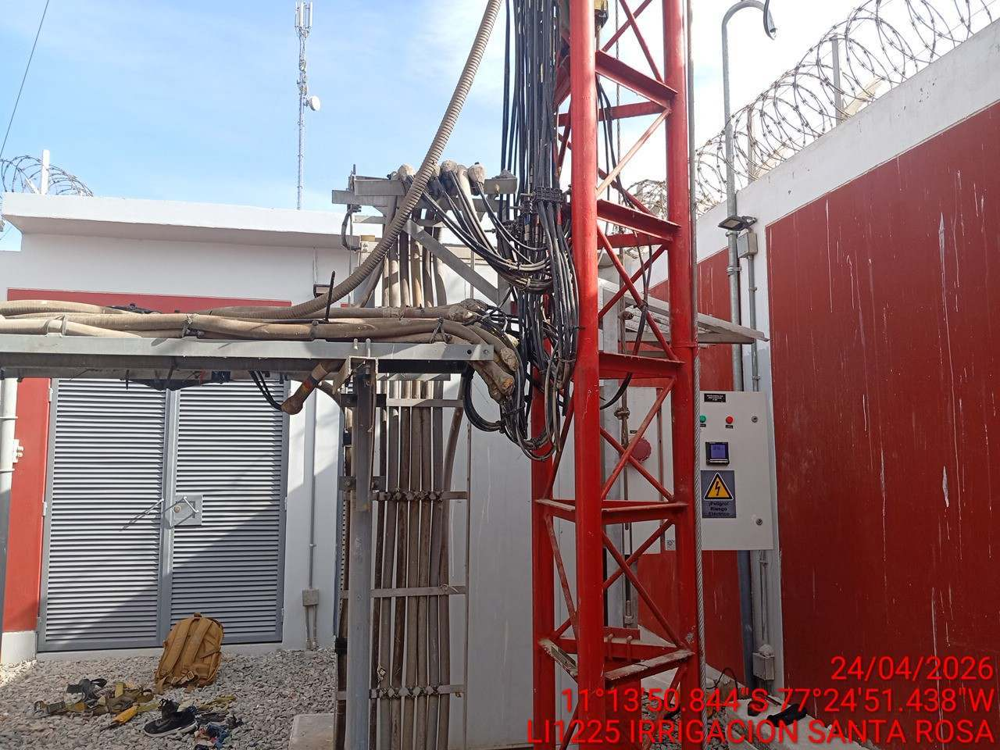 ¡Peligro!
Riesgo
Eléctrico
24/04/2026
11°13'50.844"S 77°24'51.438"W
LI1225 IRRIGACION SANTA ROSA